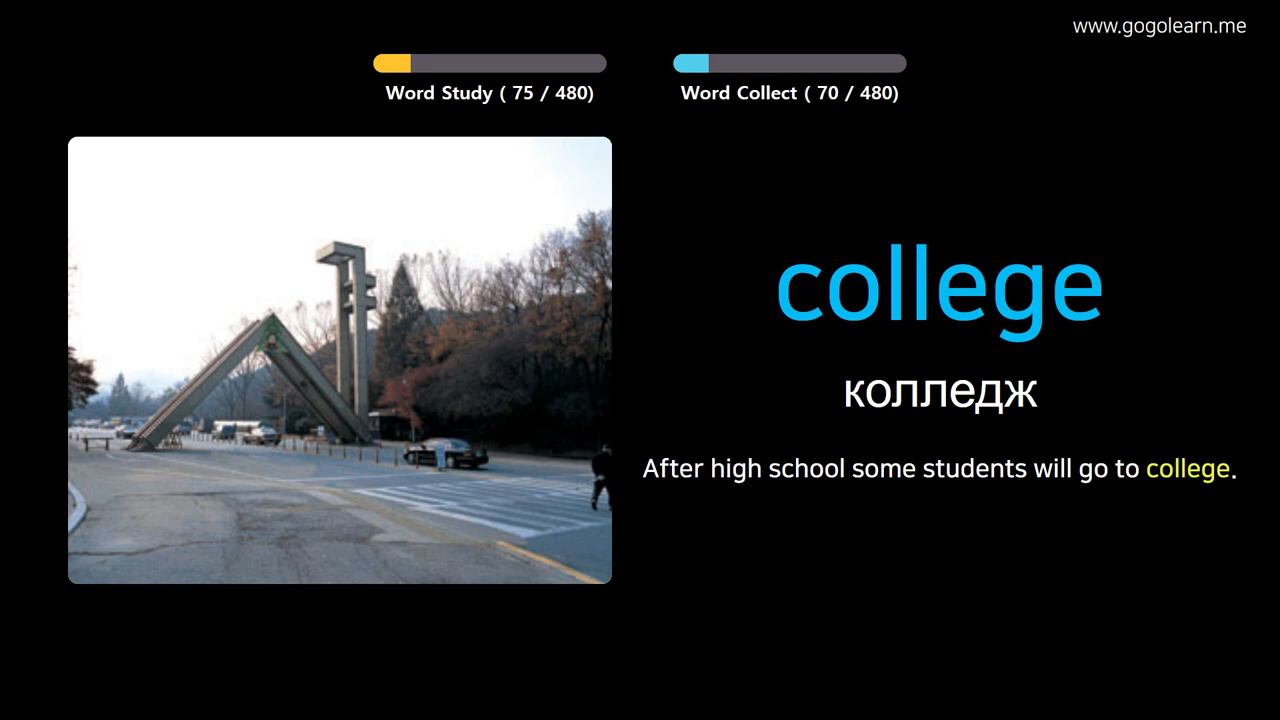 www.gogolearn.me
Word Study ( 75 / 480)
Word Collect ( 70 / 480)
college
колледж
After high school some students will go to college.